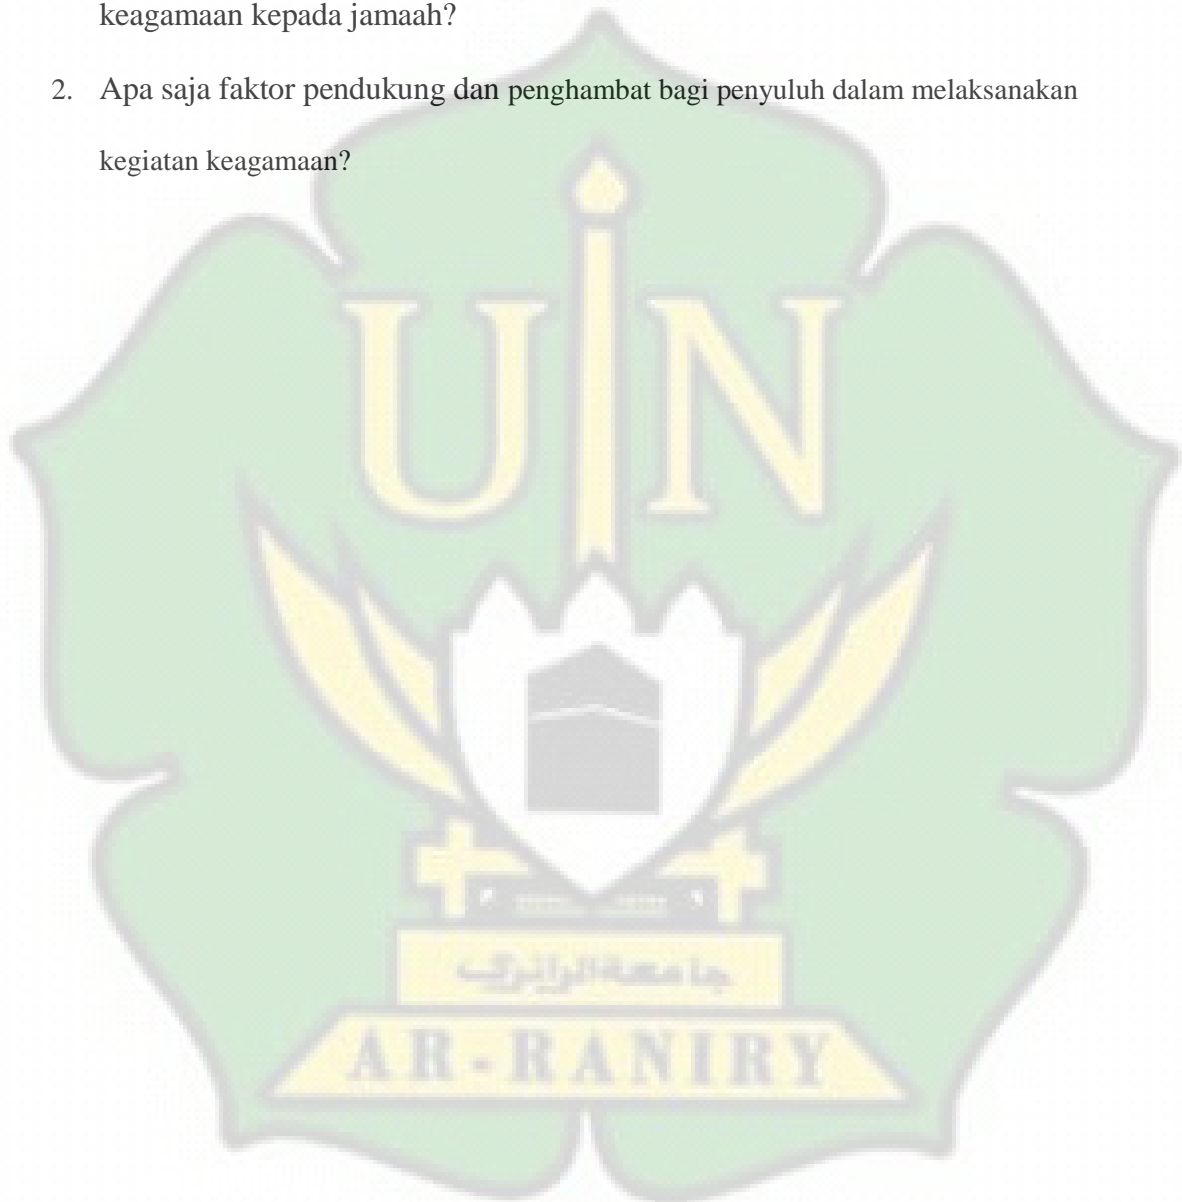 keagamaan kepada jamaah?
2. Apa saja faktor pendukung dan penghambat bagi penyuluh dalam melaksanakan
kegiatan keagamaan?
UIN
جامعة الرانري
AR-RANIRY